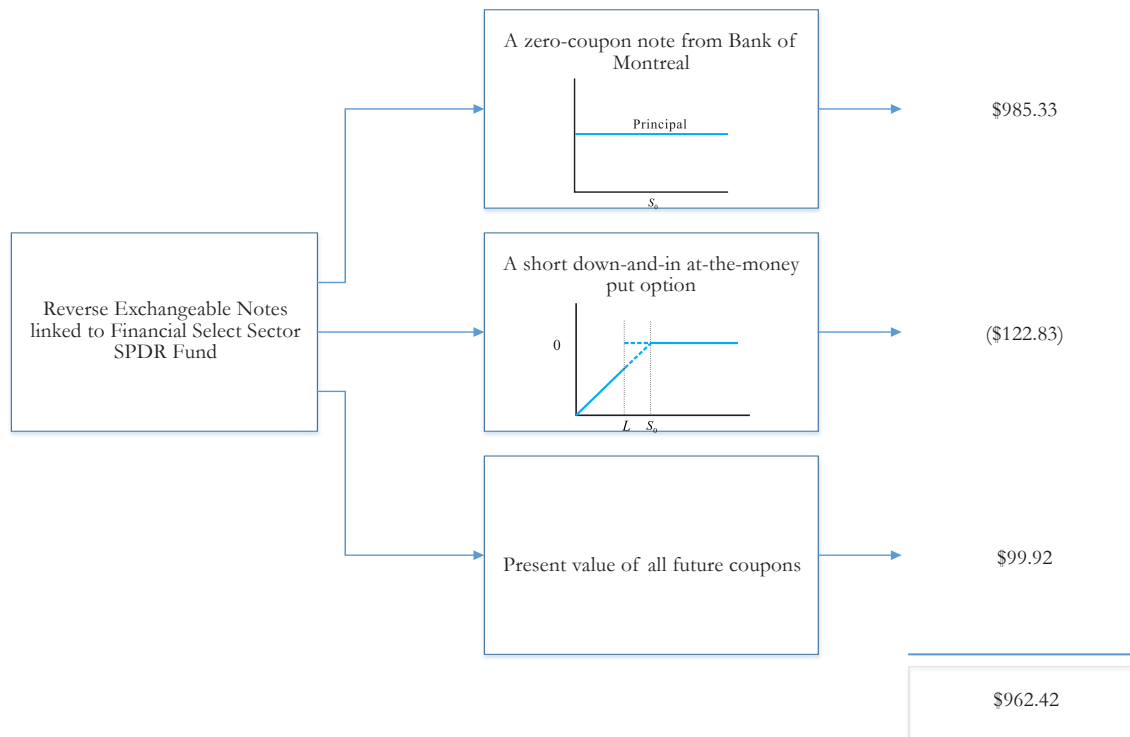 A zero-coupon note from Bank of
Montreal
Principal
S₀
$985.33
Reverse Exchangeable Notes
linked to Financial Select Sector
SPDR Fund
A short down-and-in at-the-money
put option
0
L S₀
($122.83)
Present value of all future coupons
$99.92
$962.42